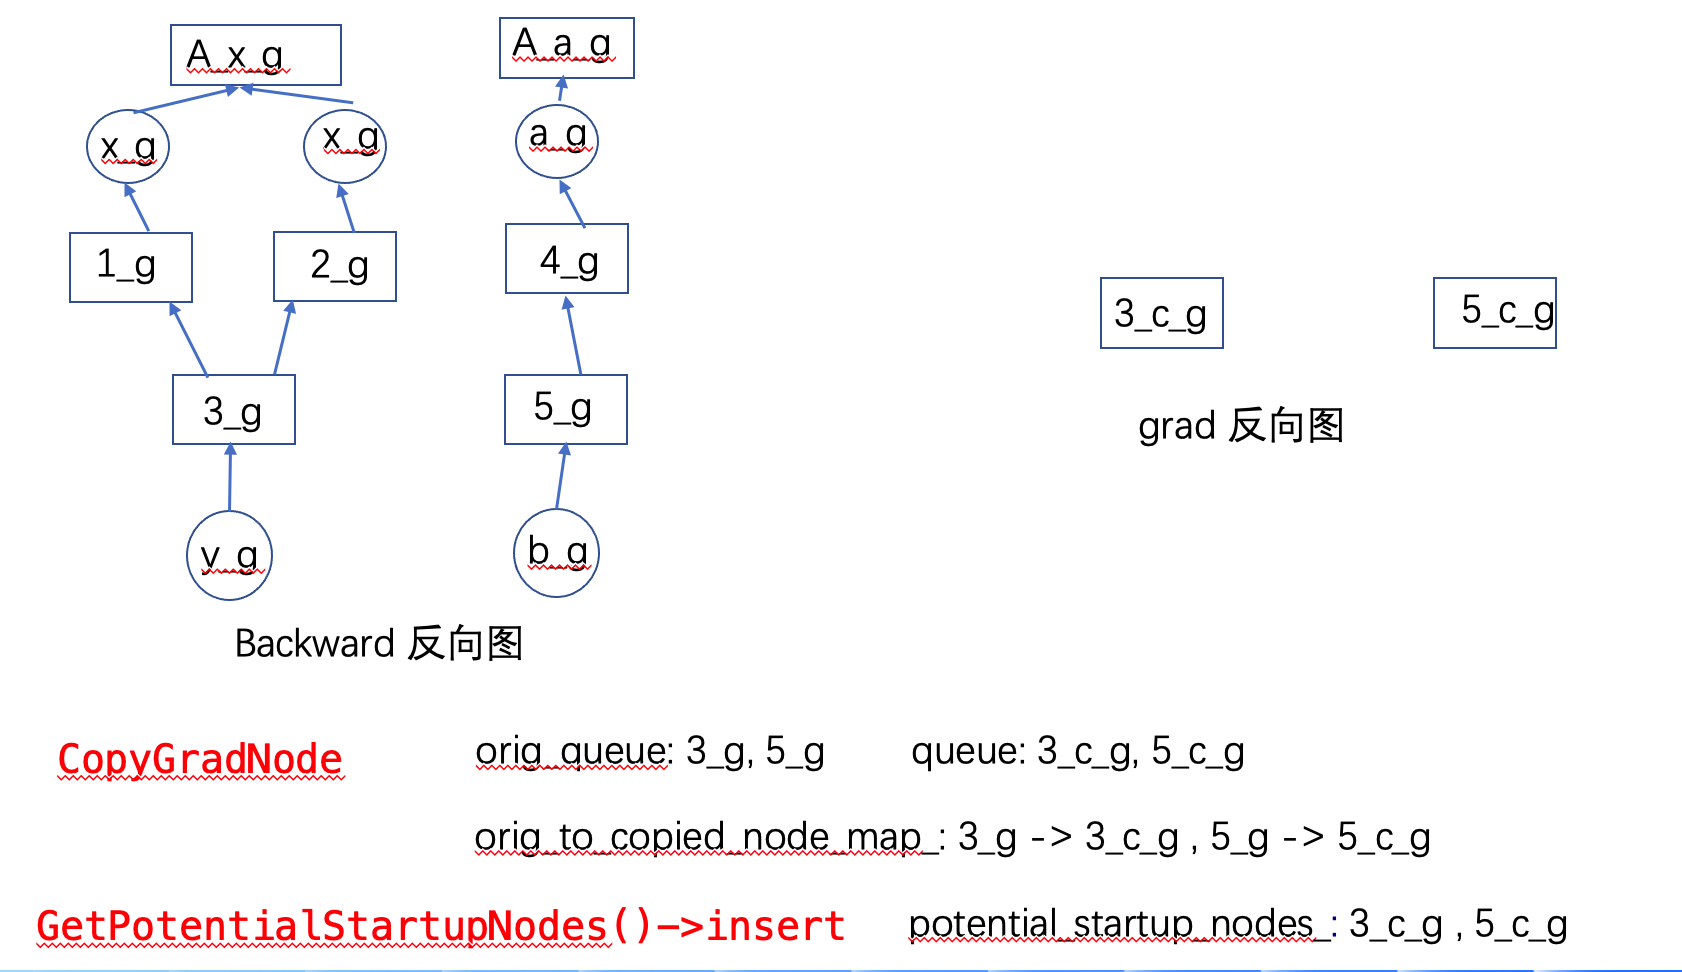 A_x_g
A_a_g
x_g
x_g
a_g
1_g
2_g
4_g
3_c_g
5_c_g
3_g
5_g
grad 反向图
y_g
b_g
Backward 反向图
CopyGradNode
orig_queue: 3_g, 5_g
queue: 3_c_g, 5_c_g
orig_to_copied_node_map_: 3_g -> 3_c_g , 5_g -> 5_c_g
GetPotentialStartupNodes()->insert
potential_startup_nodes_: 3_c_g , 5_c_g